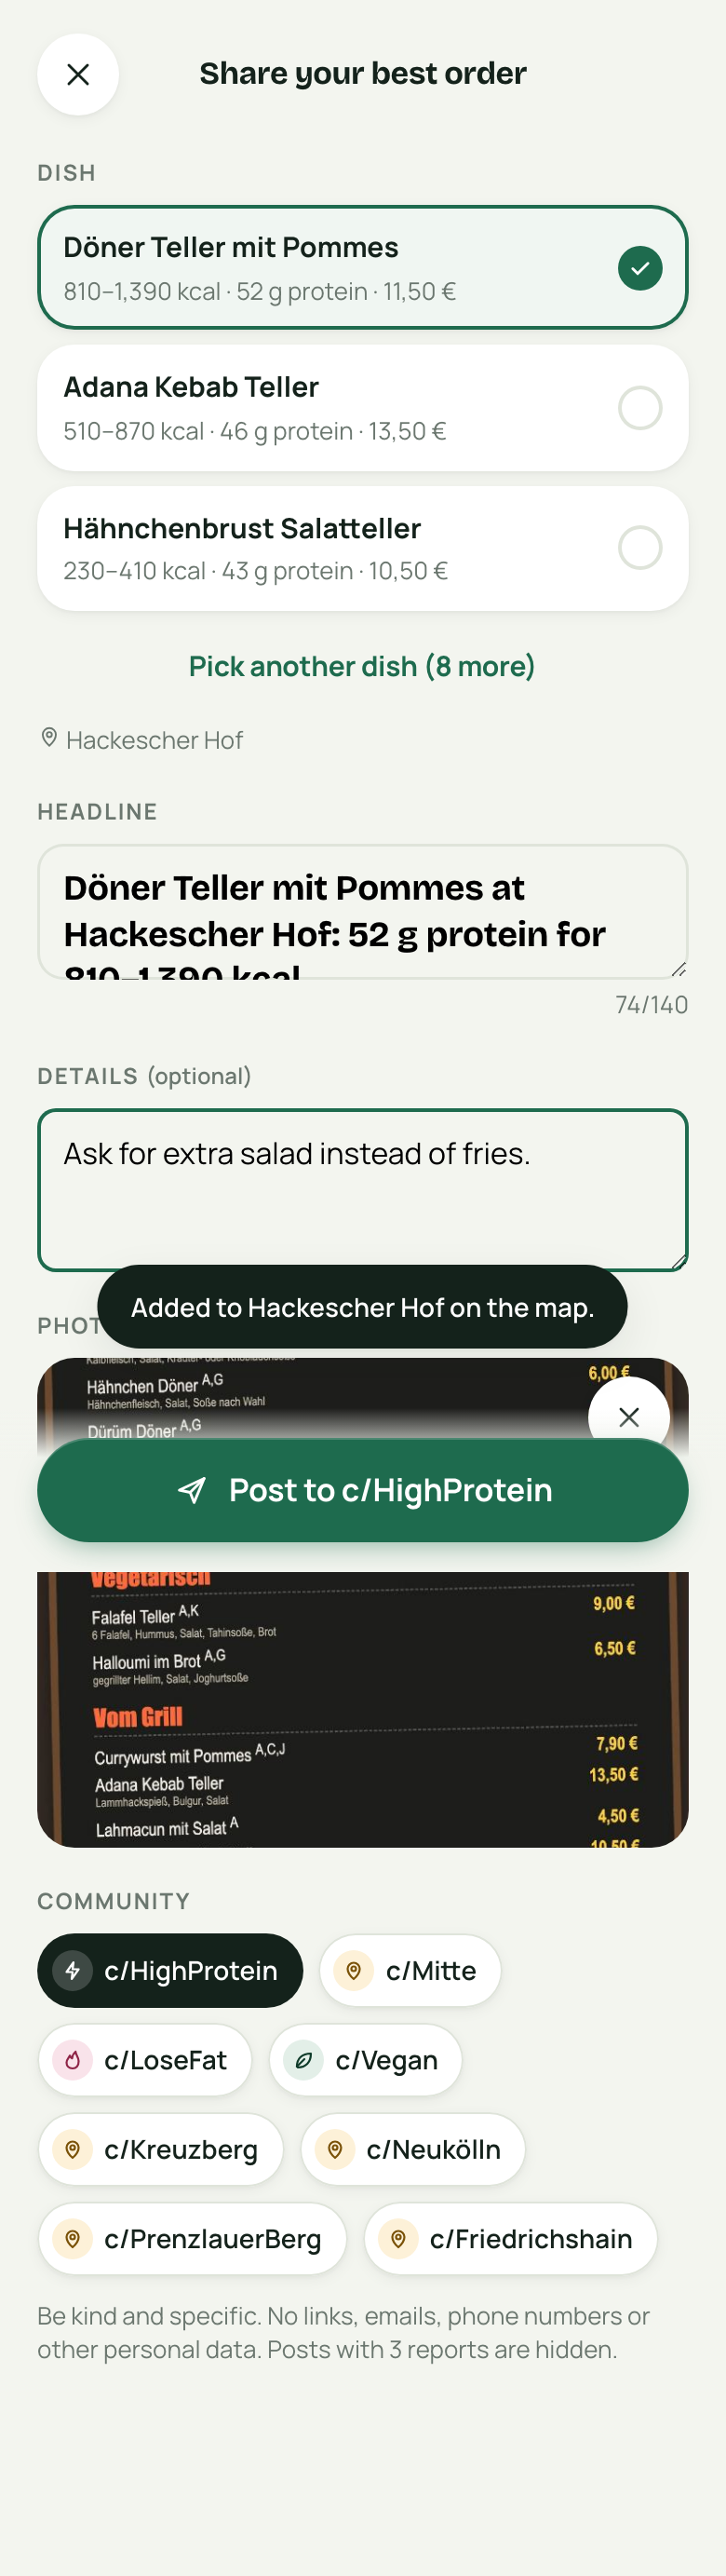 Share your best order
DISH
Döner Teller mit Pommes
810–1,390 kcal · 52 g protein · 11,50 €
Adana Kebab Teller
510–870 kcal · 46 g protein · 13,50 €
Hähnchenbrust Salatteller
230–410 kcal · 43 g protein · 10,50 €
Pick another dish (8 more)
Hackescher Hof
HEADLINE
Döner Teller mit Pommes at
Hackescher Hof: 52 g protein for
810–1,390 kcal
74/140
DETAILS (optional)
Ask for extra salad instead of fries.
Added to Hackescher Hof on the map.
6,00 €
Hähnchen Döner A,G
Hähnchenfleisch, Salat, Soße nach Wahl
Dürüm Döner A,G
Post to c/HighProtein
Vegetarisch
Falafel Teller A,K 9,00 €
6 Falafel, Hummus, Salat, Tahinsoße, Brot
Halloumi im Brot A,G 6,50 €
gegrillter Hellim, Salat, Joghurtsoße
Vom Grill
Currywurst mit Pommes A,C,J 7,90 €
Adana Kebab Teller 13,50 €
Lammhackspieß, Bulgur, Salat
Lahmacun mit Salat A 4,50 €
10,50 €
COMMUNITY
c/HighProtein c/Mitte
c/LoseFat c/Vegan
c/Kreuzberg c/Neukölln
c/PrenzlauerBerg c/Friedrichshain
Be kind and specific. No links, emails, phone numbers or
other personal data. Posts with 3 reports are hidden.